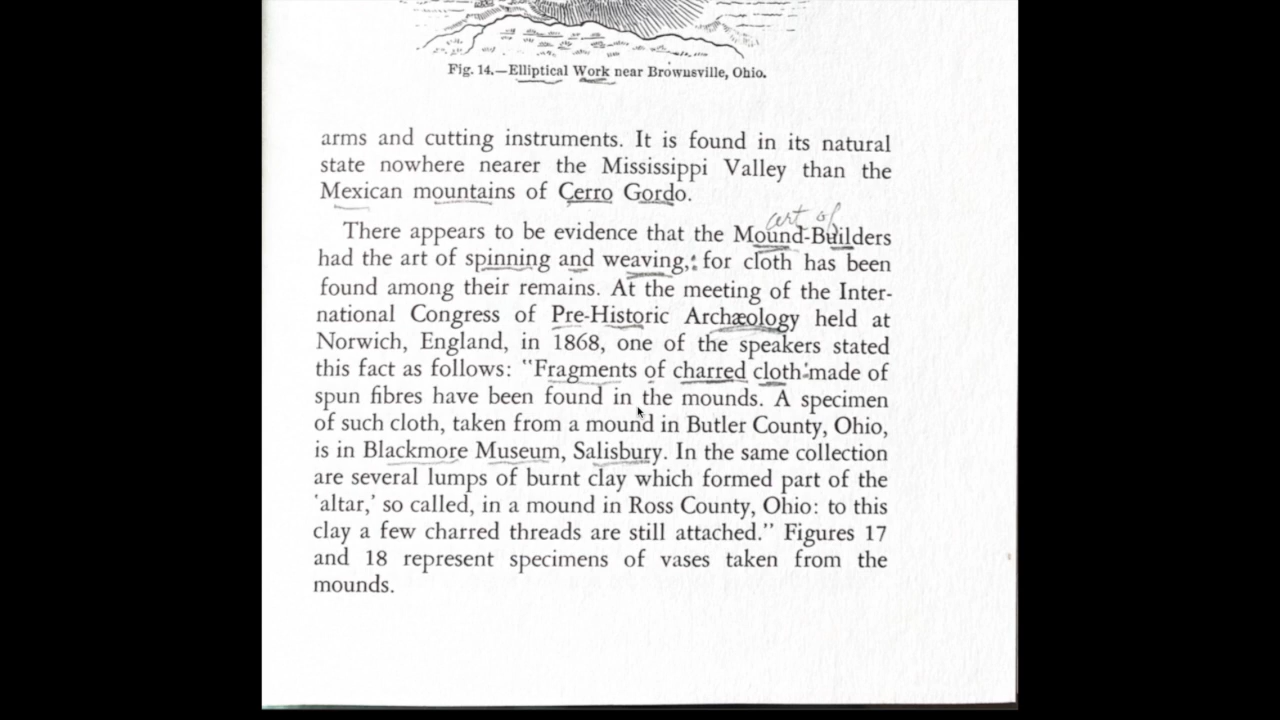 Fig. 14.—Elliptical Work near Brownsville, Ohio.
arms and cutting instruments. It is found in its natural
state nowhere nearer the Mississippi Valley than the
Mexican mountains of Cerro Gordo.
art of
There appears to be evidence that the Mound-Builders
had the art of spinning and weaving, for cloth has been
found among their remains. At the meeting of the Inter-
national Congress of Pre-Historic Archæology held at
Norwich, England, in 1868, one of the speakers stated
this fact as follows: "Fragments of charred cloth made of
spun fibres have been found in the mounds. A specimen
of such cloth, taken from a mound in Butler County, Ohio,
is in Blackmore Museum, Salisbury. In the same collection
are several lumps of burnt clay which formed part of the
'altar,' so called, in a mound in Ross County, Ohio: to this
clay a few charred threads are still attached." Figures 17
and 18 represent specimens of vases taken from the
mounds.